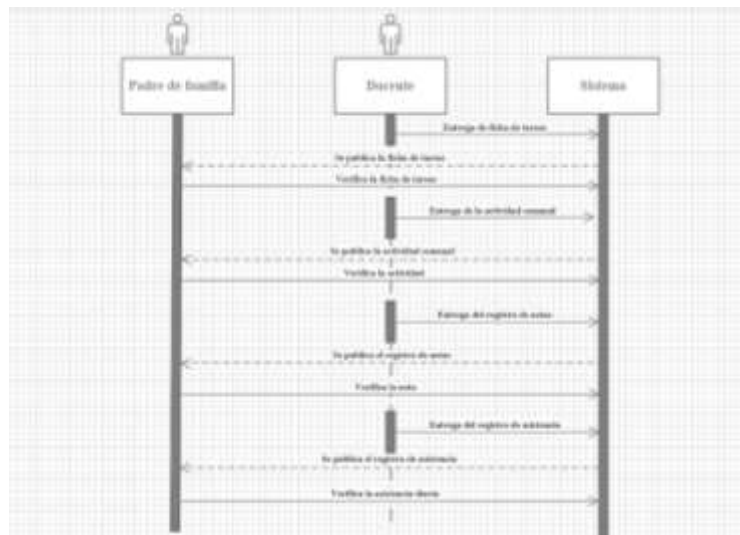 Padre de familia
Docente
Sistema
Entrega de ficha de tareas
Se publica la ficha de tareas
Verifica la ficha de tareas
Entrega de la actividad semanal
Se publica la actividad semanal
Verifica la actividad
Entrega del registro de notas
Se publica el registro de notas
Verifica la nota
Entrega del registro de asistencia
Se publica el registro de asistencia
Verifica la asistencia diaria